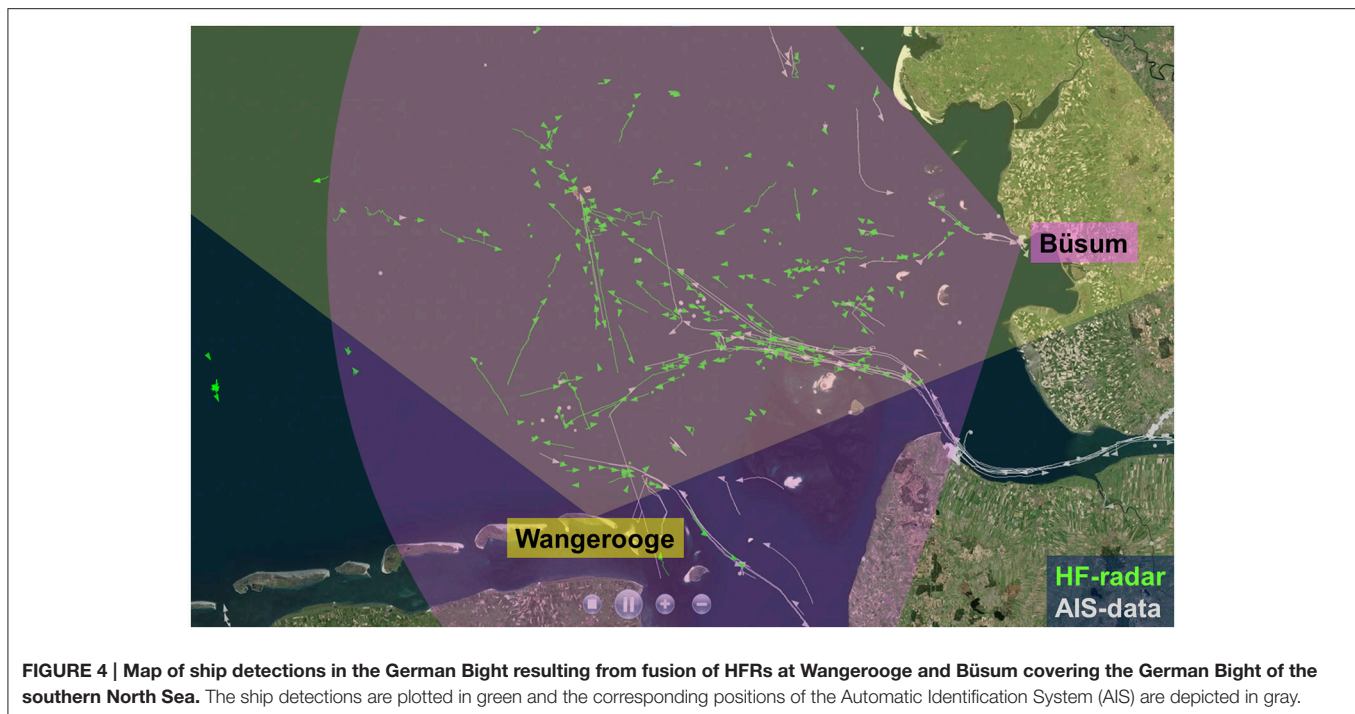 Büsum
Wangerooge
HF-radar
AIS-data
FIGURE 4 | Map of ship detections in the German Bight resulting from fusion of HFRs at Wangerooge and Büsum covering the German Bight of the
southern North Sea. The ship detections are plotted in green and the corresponding positions of the Automatic Identification System (AIS) are depicted in gray.